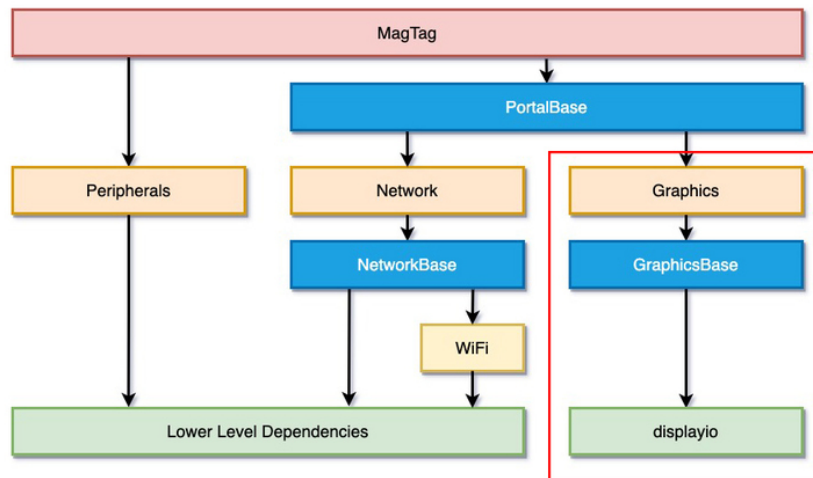 MagTag
PortalBase
Peripherals
Network
Graphics
NetworkBase
GraphicsBase
WiFi
Lower Level Dependencies
displayio